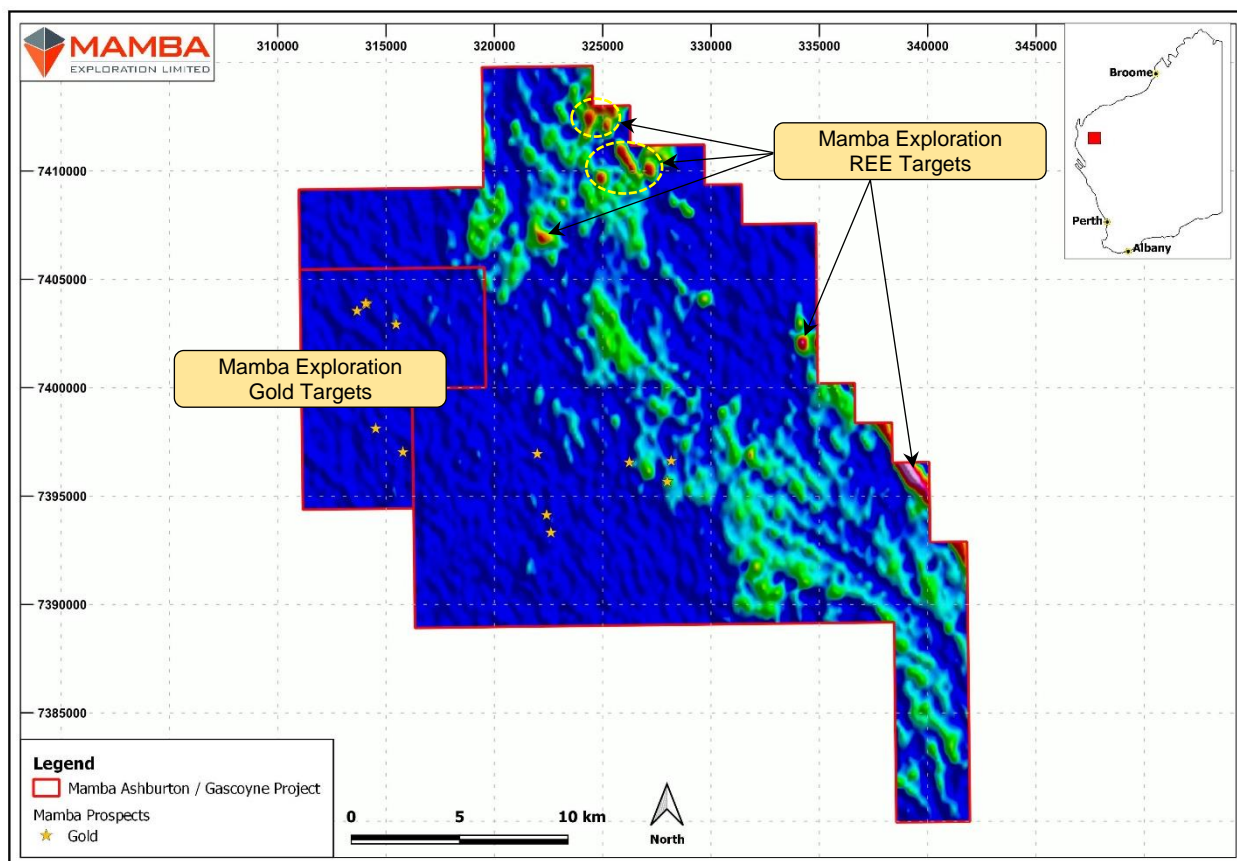 MAMBA
EXPLORATION LIMITED
310000 315000 320000 325000 330000 335000 340000 345000
Broome
Perth
Albany
Mamba Exploration
REE Targets
7410000
7405000
Mamba Exploration
Gold Targets
7400000
7395000
7390000
7385000
Legend
Mamba Ashburton / Gascoyne Project
Mamba Prospects
Gold
0 5 10 km
North